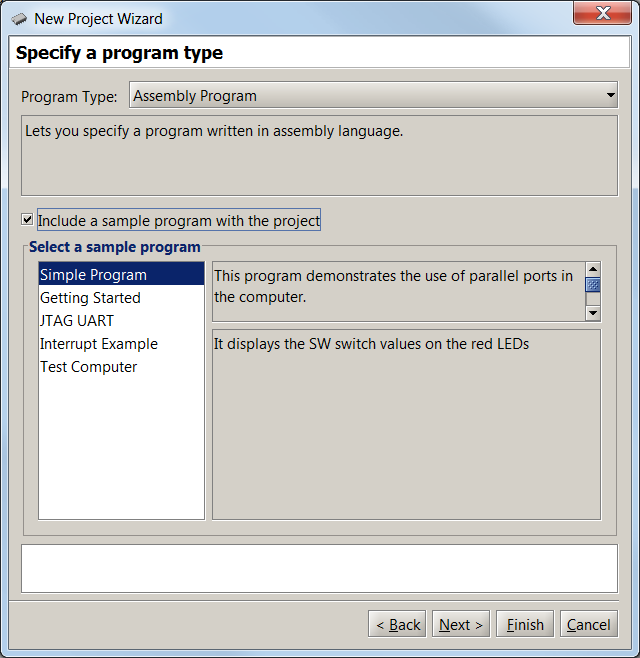 New Project Wizard
Specify a program type
Program Type: Assembly Program
Lets you specify a program written in assembly language.
Include a sample program with the project
Select a sample program
Simple Program
Getting Started
JTAG UART
Interrupt Example
Test Computer
This program demonstrates the use of parallel ports in
the computer.
It displays the SW switch values on the red LEDs
< Back Next > Finish Cancel